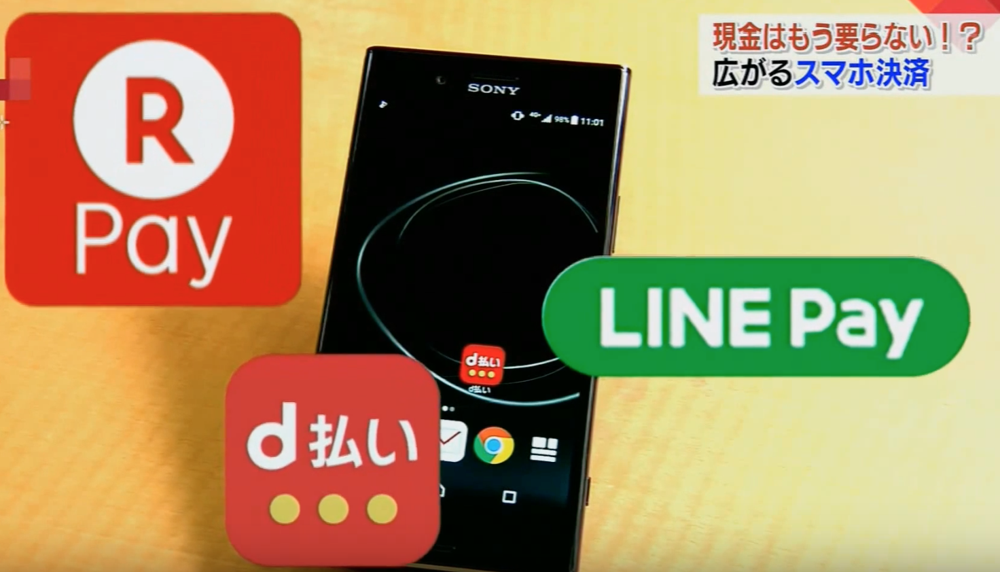 現金はもう要らない！？
広がるスマホ決済
R
Pay
SONY
4G+ 98% 11:01
LINE Pay
d払い
d払い
d払い